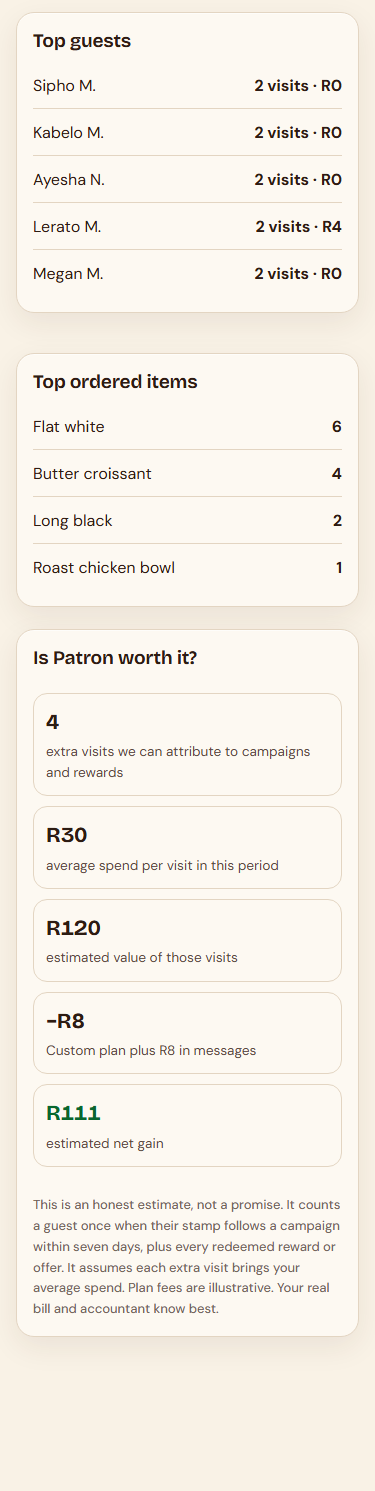 Top guests
Sipho M. 2 visits · R0
Kabelo M. 2 visits · R0
Ayesha N. 2 visits · R0
Lerato M. 2 visits · R4
Megan M. 2 visits · R0
Top ordered items
Flat white 6
Butter croissant 4
Long black 2
Roast chicken bowl 1
Is Patron worth it?
4
extra visits we can attribute to campaigns
and rewards
R30
average spend per visit in this period
R120
estimated value of those visits
−R8
Custom plan plus R8 in messages
R111
estimated net gain
This is an honest estimate, not a promise. It counts
a guest once when their stamp follows a campaign
within seven days, plus every redeemed reward or
offer. It assumes each extra visit brings your
average spend. Plan fees are illustrative. Your real
bill and accountant know best.